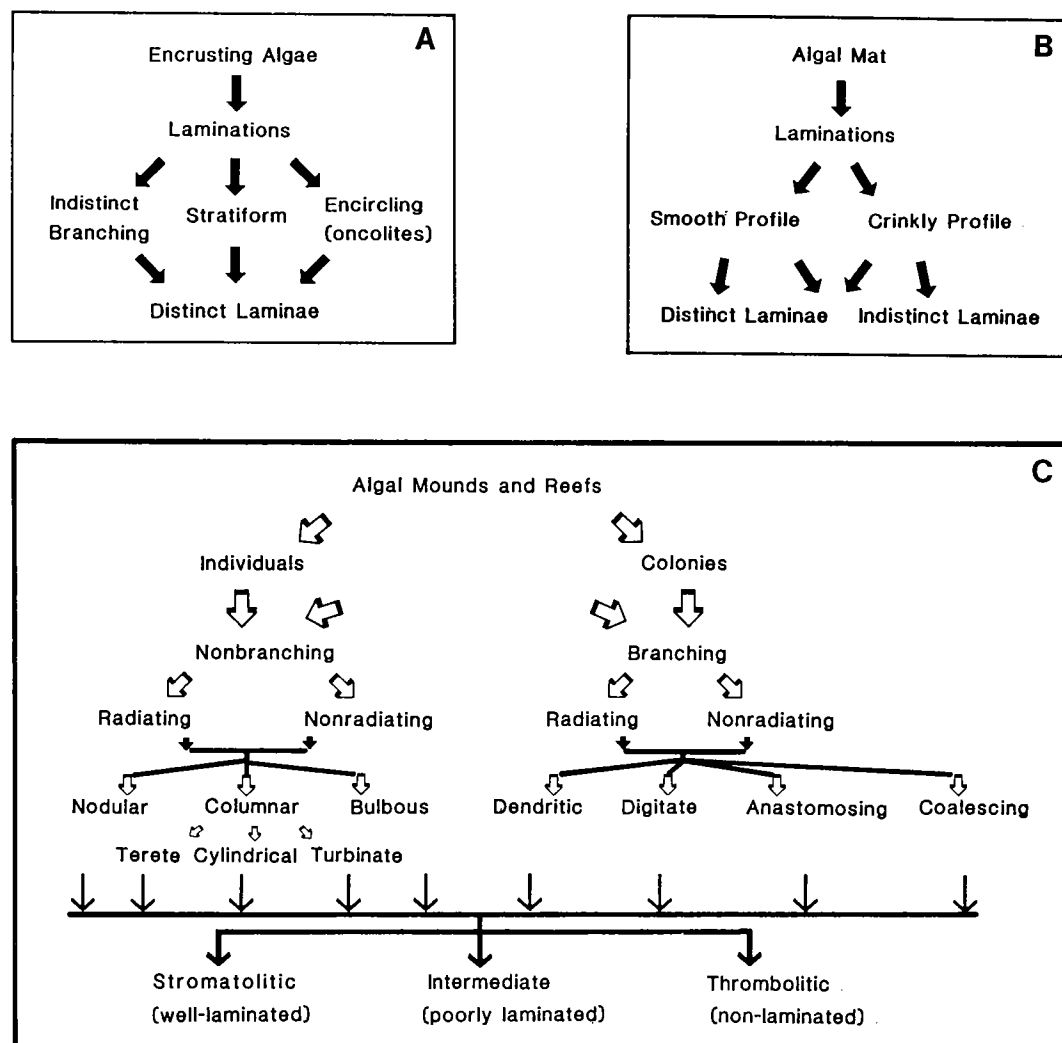 A
Encrusting Algae
Laminations
Indistinct
Branching
Stratiform
Encircling
(oncolites)
Distinct Laminae
B
Algal Mat
Laminations
Smooth Profile
Crinkly Profile
Distinct Laminae
Indistinct Laminae
C
Algal Mounds and Reefs
Individuals
Colonies
Nonbranching
Branching
Radiating
Nonradiating
Radiating
Nonradiating
Nodular
Columnar
Bulbous
Dendritic
Digitate
Anastomosing
Coalescing
Terete
Cylindrical
Turbinate
Stromatolitic
(well-laminated)
Intermediate
(poorly laminated)
Thrombolitic
(non-laminated)